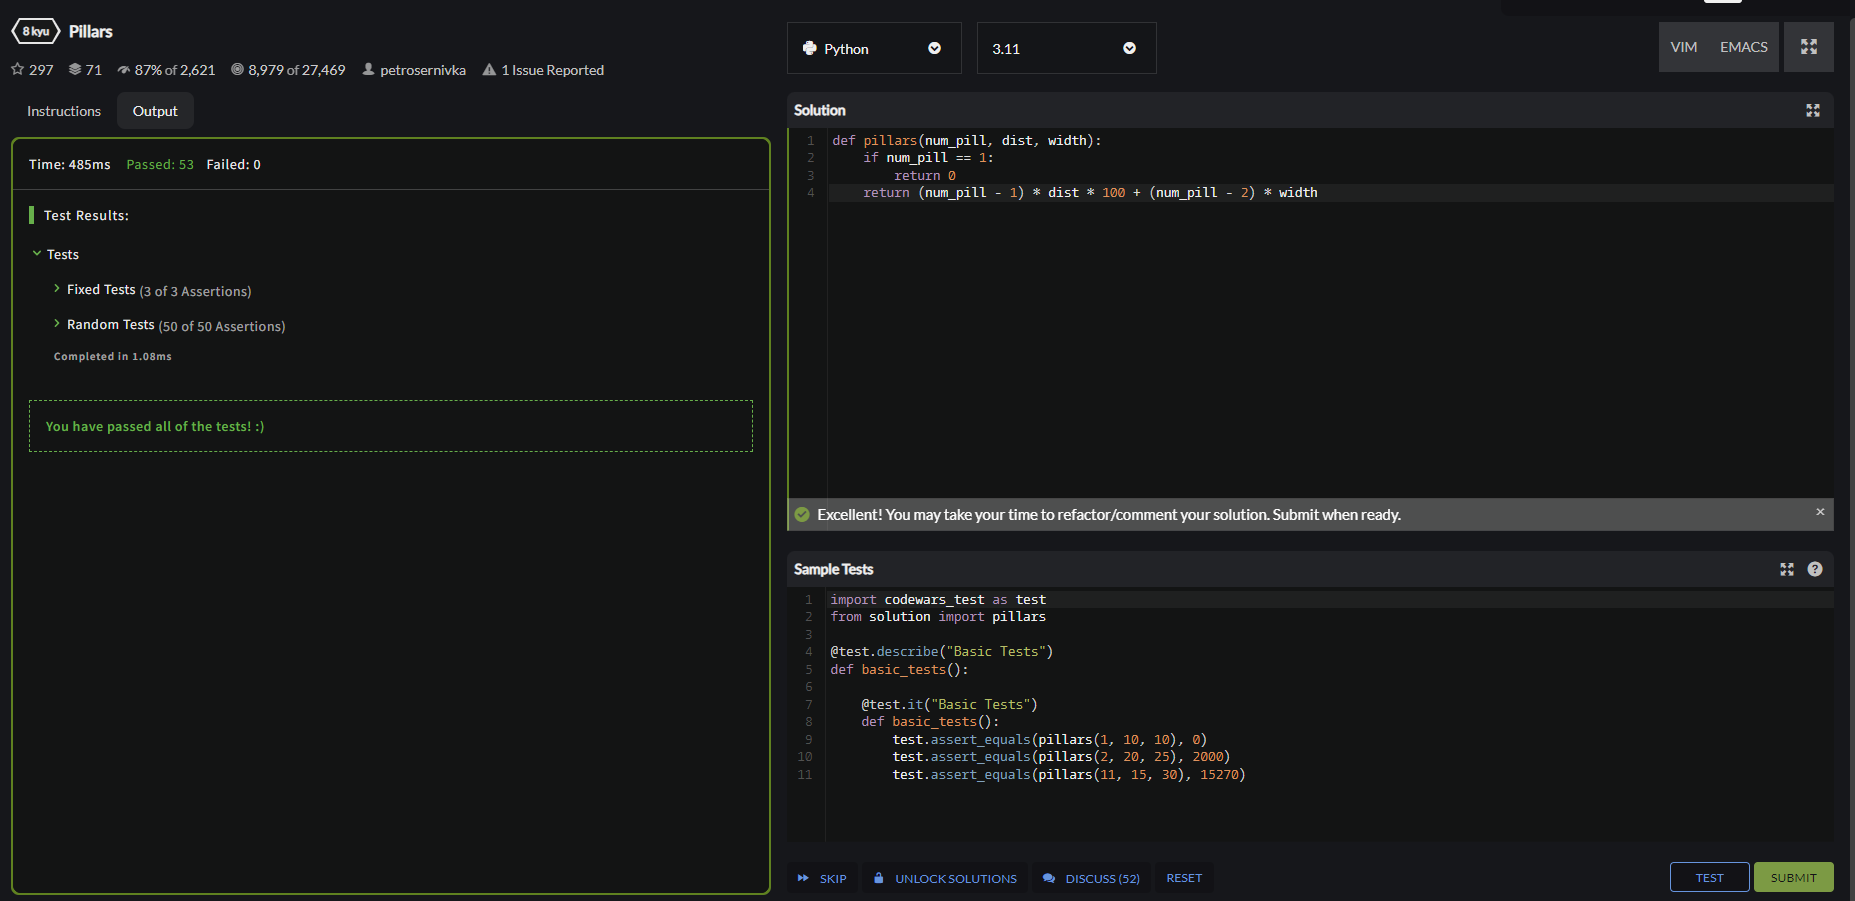 8 kyu Pillars
297 71 87% of 2,621 8,979 of 27,469 petrosernivka 1 Issue Reported
Instructions Output
Time: 485ms Passed: 53 Failed: 0
Test Results:
Tests
Fixed Tests (3 of 3 Assertions)
Random Tests (50 of 50 Assertions)
Completed in 1.08ms
You have passed all of the tests! :)
Python 3.11 VIM EMACS
Solution
1 def pillars(num_pill, dist, width):
2     if num_pill == 1:
3         return 0
4     return (num_pill - 1) * dist * 100 + (num_pill - 2) * width
Excellent! You may take your time to refactor/comment your solution. Submit when ready. ×
Sample Tests ?
1 import codewars_test as test
2 from solution import pillars
3
4 @test.describe("Basic Tests")
5 def basic_tests():
6
7     @test.it("Basic Tests")
8     def basic_tests():
9         test.assert_equals(pillars(1, 10, 10), 0)
10         test.assert_equals(pillars(2, 20, 25), 2000)
11         test.assert_equals(pillars(11, 15, 30), 15270)
SKIP UNLOCK SOLUTIONS DISCUSS (52) RESET TEST SUBMIT